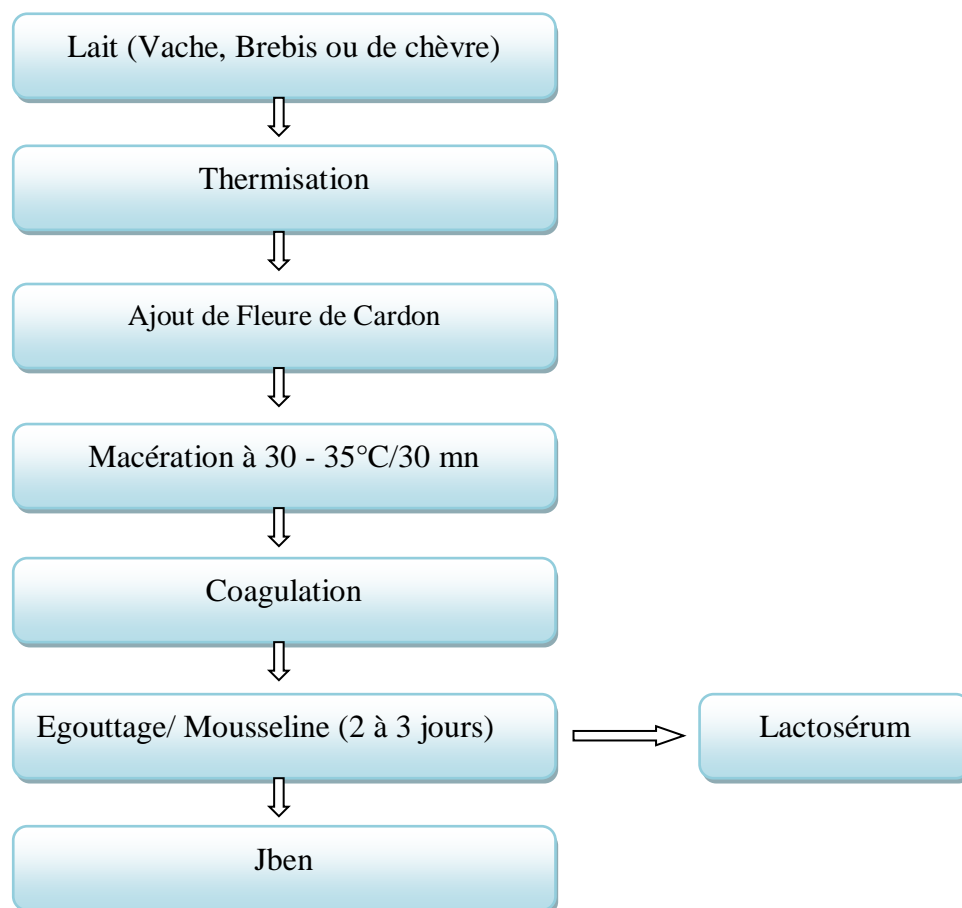 Lait (Vache, Brebis ou de chèvre)
Thermisation
Ajout de Fleure de Cardon
Macération à 30 - 35°C/30 mn
Coagulation
Egouttage/ Mousseline (2 à 3 jours)
Lactosérum
Jben